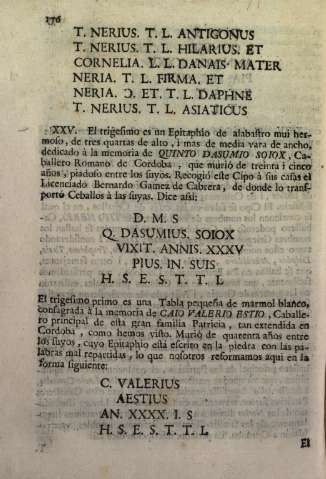 176
T. NERIUS. T. L. ANTIGONUS
T. NERIUS. T. L. HILARIUS. ET
CORNELIA. L. L. DANAIS. MATER
NERIA. T. L. FIRMA. ET
NERIA. Ɔ. ET. T. L. DAPHNE
T. NERIUS. T. L. ASIATICUS
XXV. El trigesimo es un Epitaphio de alabastro mui her-
moso, de tres quartas de alto, i mas de media vara de ancho,
dedicado à la memoria de QUINTO DASUMIO SOIOX, Ca-
ballero Romano de Cordoba, que murió de treinta i cinco
años, piadoso entre los suyos. Recogió este Cipo à sus casas el
Licenciado Bernardo Gamez de Cabrera, de donde lo trans-
portó Ceballos à las suyas. Dice assi:
D. M. S
Q. DASUMIUS. SOIOX
VIXIT. ANNIS. XXXV
PIUS. IN. SUIS
H. S. E. S. T. T. L
El trigesimo primo es una Tabla pequeña de marmol blanco,
consagrada à la memoria de CAIO VALERIO ESTIO, Caballe-
ro principal de esta gran familia Patricia, tan extendida en
Cordoba, como hemos visto. Murió de quarenta años entre
los suyos, cuyo Epitaphio està escrito en la piedra con las pa-
labras mal repartidas, lo que nosotros reformamos aqui en la
forma siguiente:
C. VALERIUS
AESTIUS
AN. XXXX. I. S
H. S. E. S. T. T. L
El